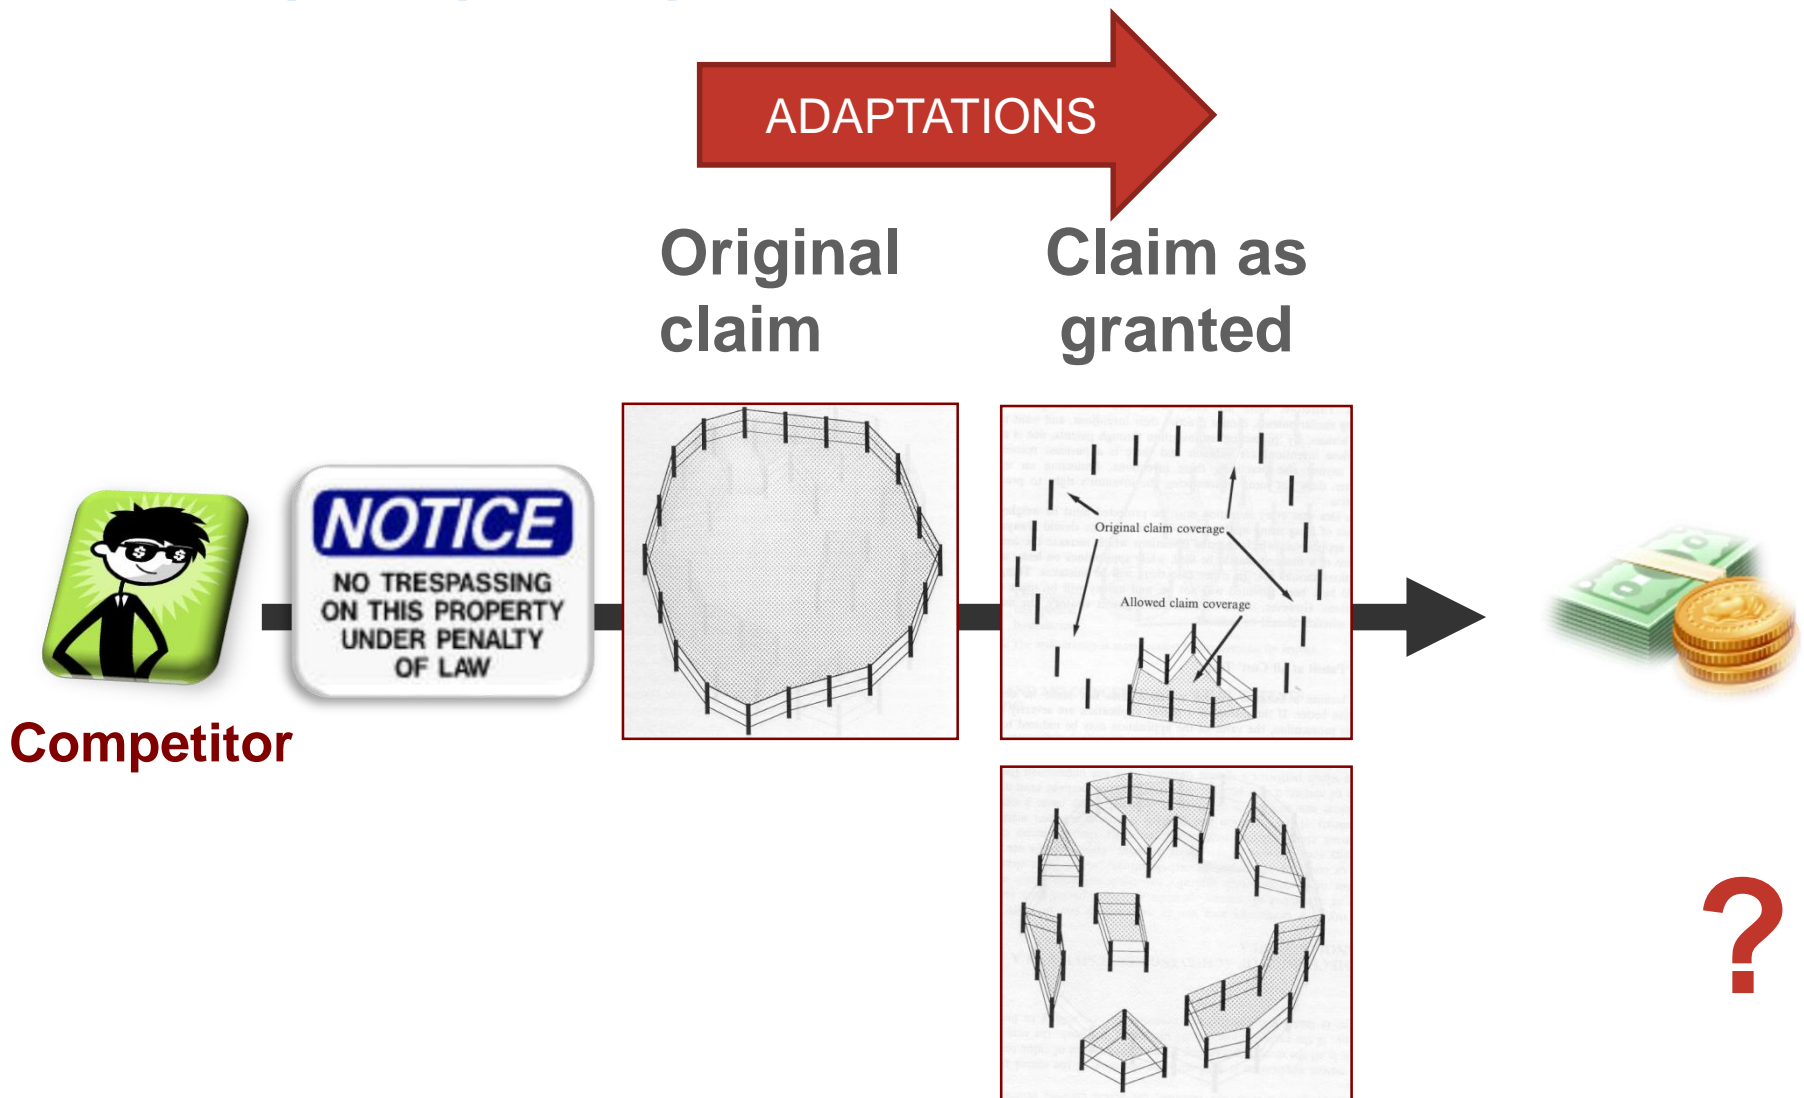 ADAPTATIONS
Original
claim
Claim as
granted
NOTICE
NO TRESPASSING
ON THIS PROPERTY
UNDER PENALTY
OF LAW
Original claim coverage
Allowed claim coverage
Competitor
?